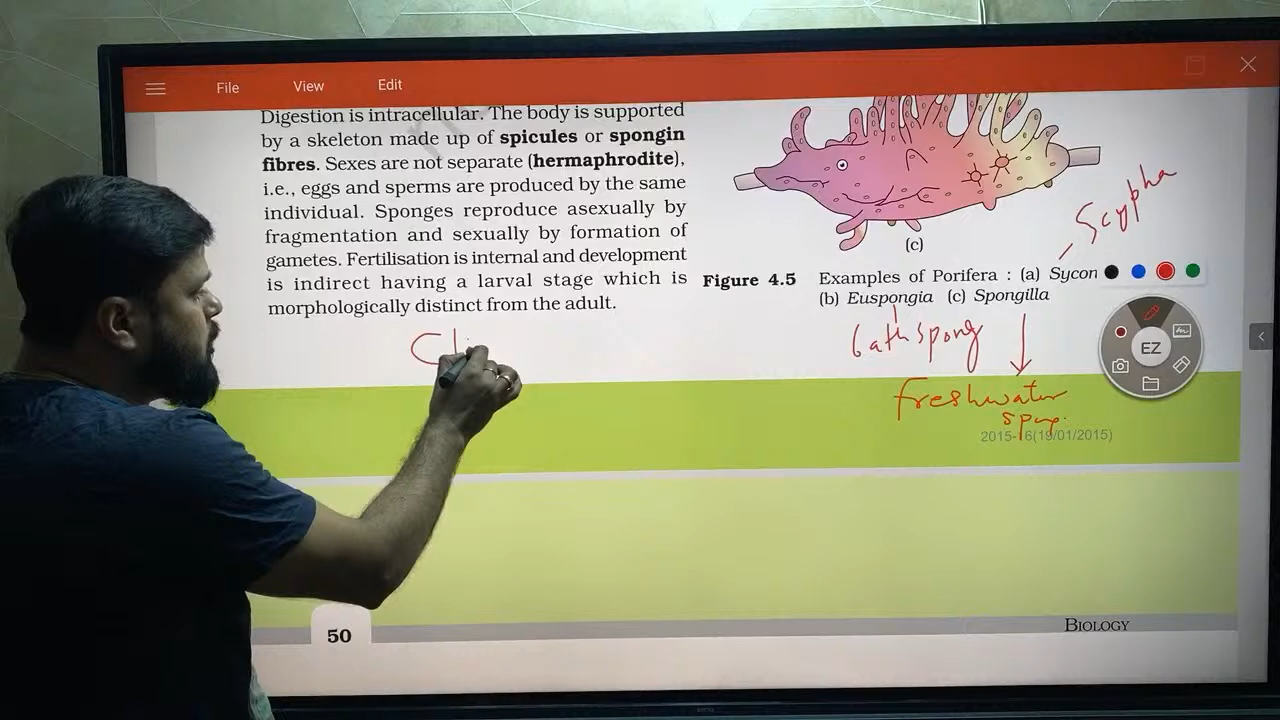 File View Edit
Digestion is intracellular. The body is supported
by a skeleton made up of spicules or spongin
fibres. Sexes are not separate (hermaphrodite),
i.e., eggs and sperms are produced by the same
individual. Sponges reproduce asexually by
fragmentation and sexually by formation of
gametes. Fertilisation is internal and development
is indirect having a larval stage which is
morphologically distinct from the adult.
(c)
Scypha
Figure 4.5 Examples of Porifera : (a) Sycon
(b) Euspongia (c) Spongilla
EZ
bath spong
freshwater
2015-16(19/01/2015)
50
BIOLOGY